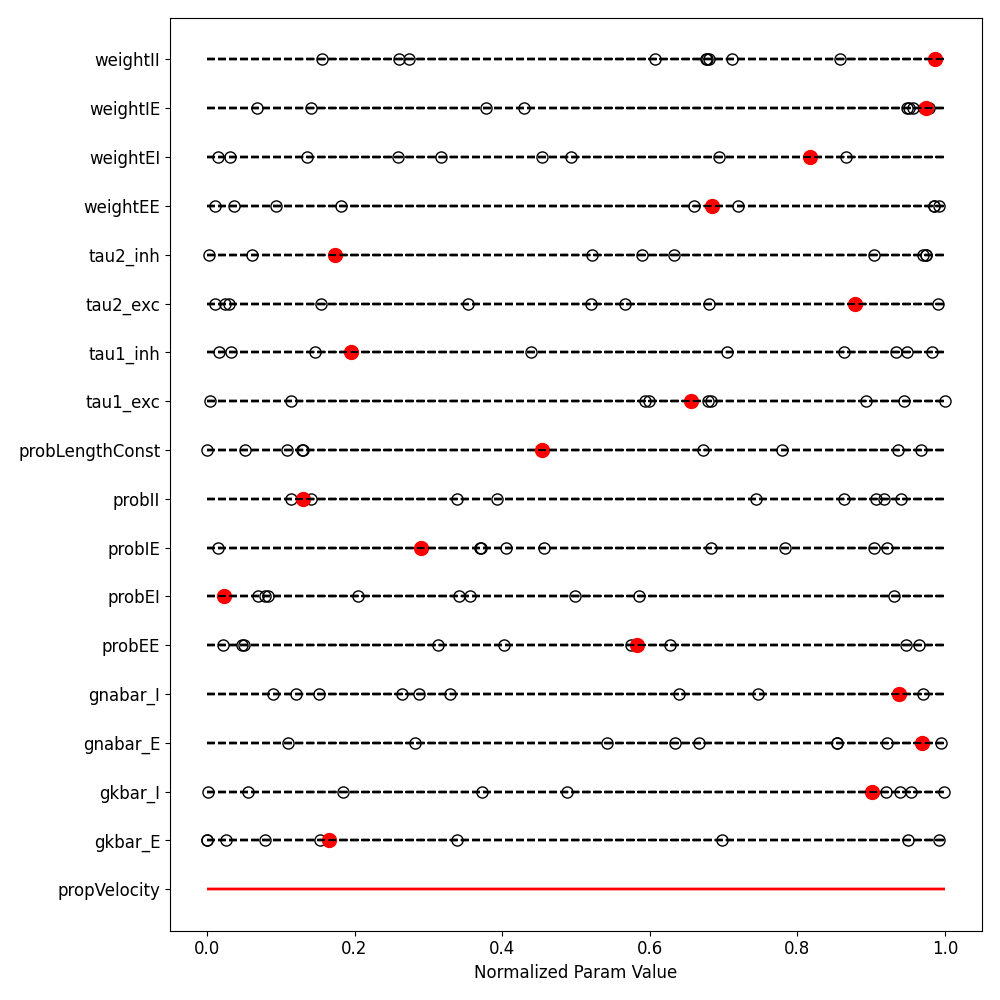 weightII
weightIE
weightEI
weightEE
tau2_inh
tau2_exc
tau1_inh
tau1_exc
probLengthConst
probII
probIE
probEI
probEE
gnabar_I
gnabar_E
gkbar_I
gkbar_E
propVelocity
0.0 0.2 0.4 0.6 0.8 1.0
Normalized Param Value